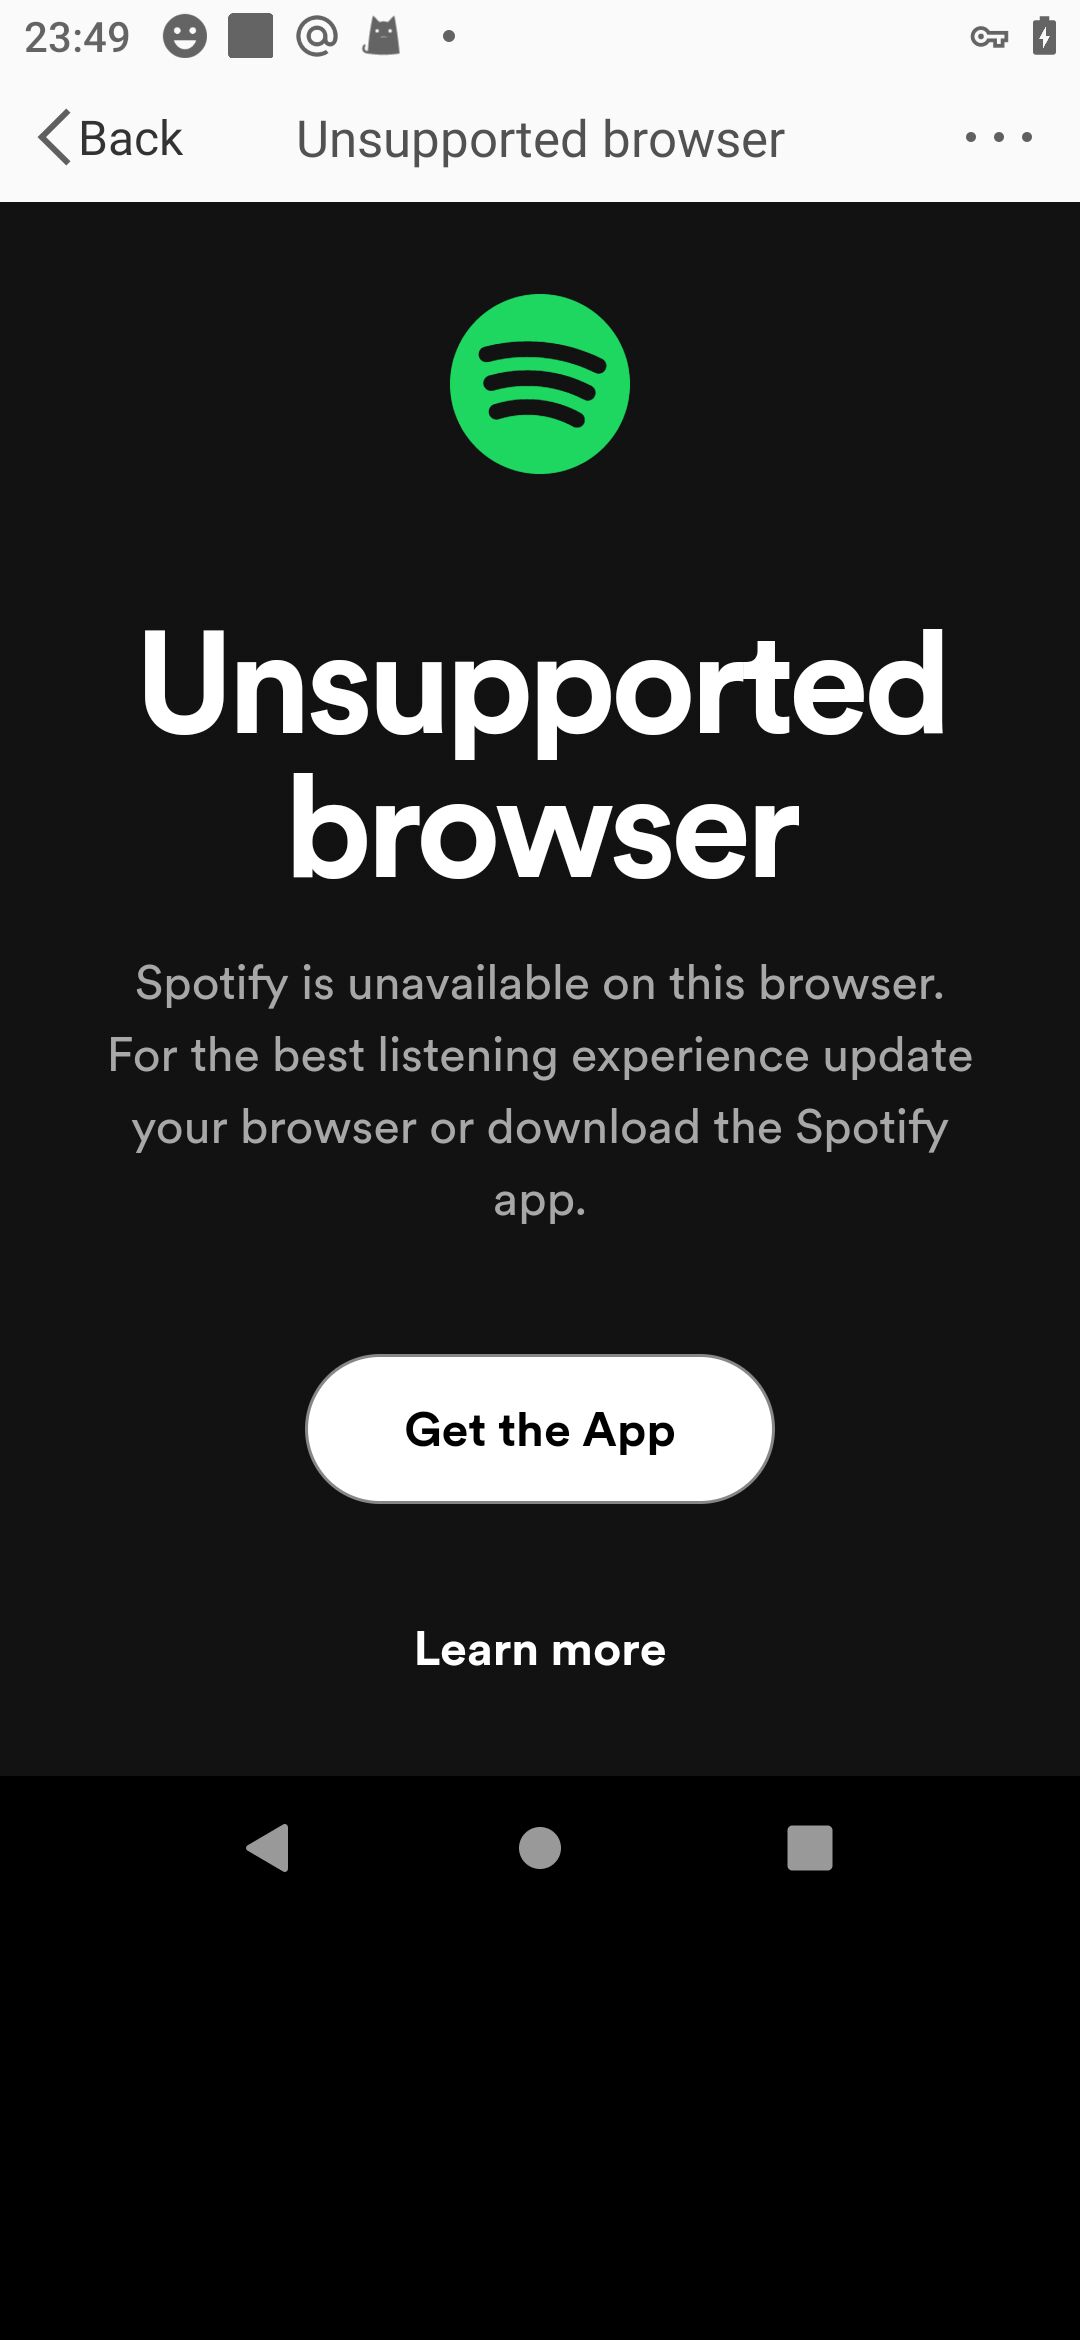 23:49
Back Unsupported browser
Unsupported
browser
Spotify is unavailable on this browser.
For the best listening experience update
your browser or download the Spotify
app.
Get the App
Learn more